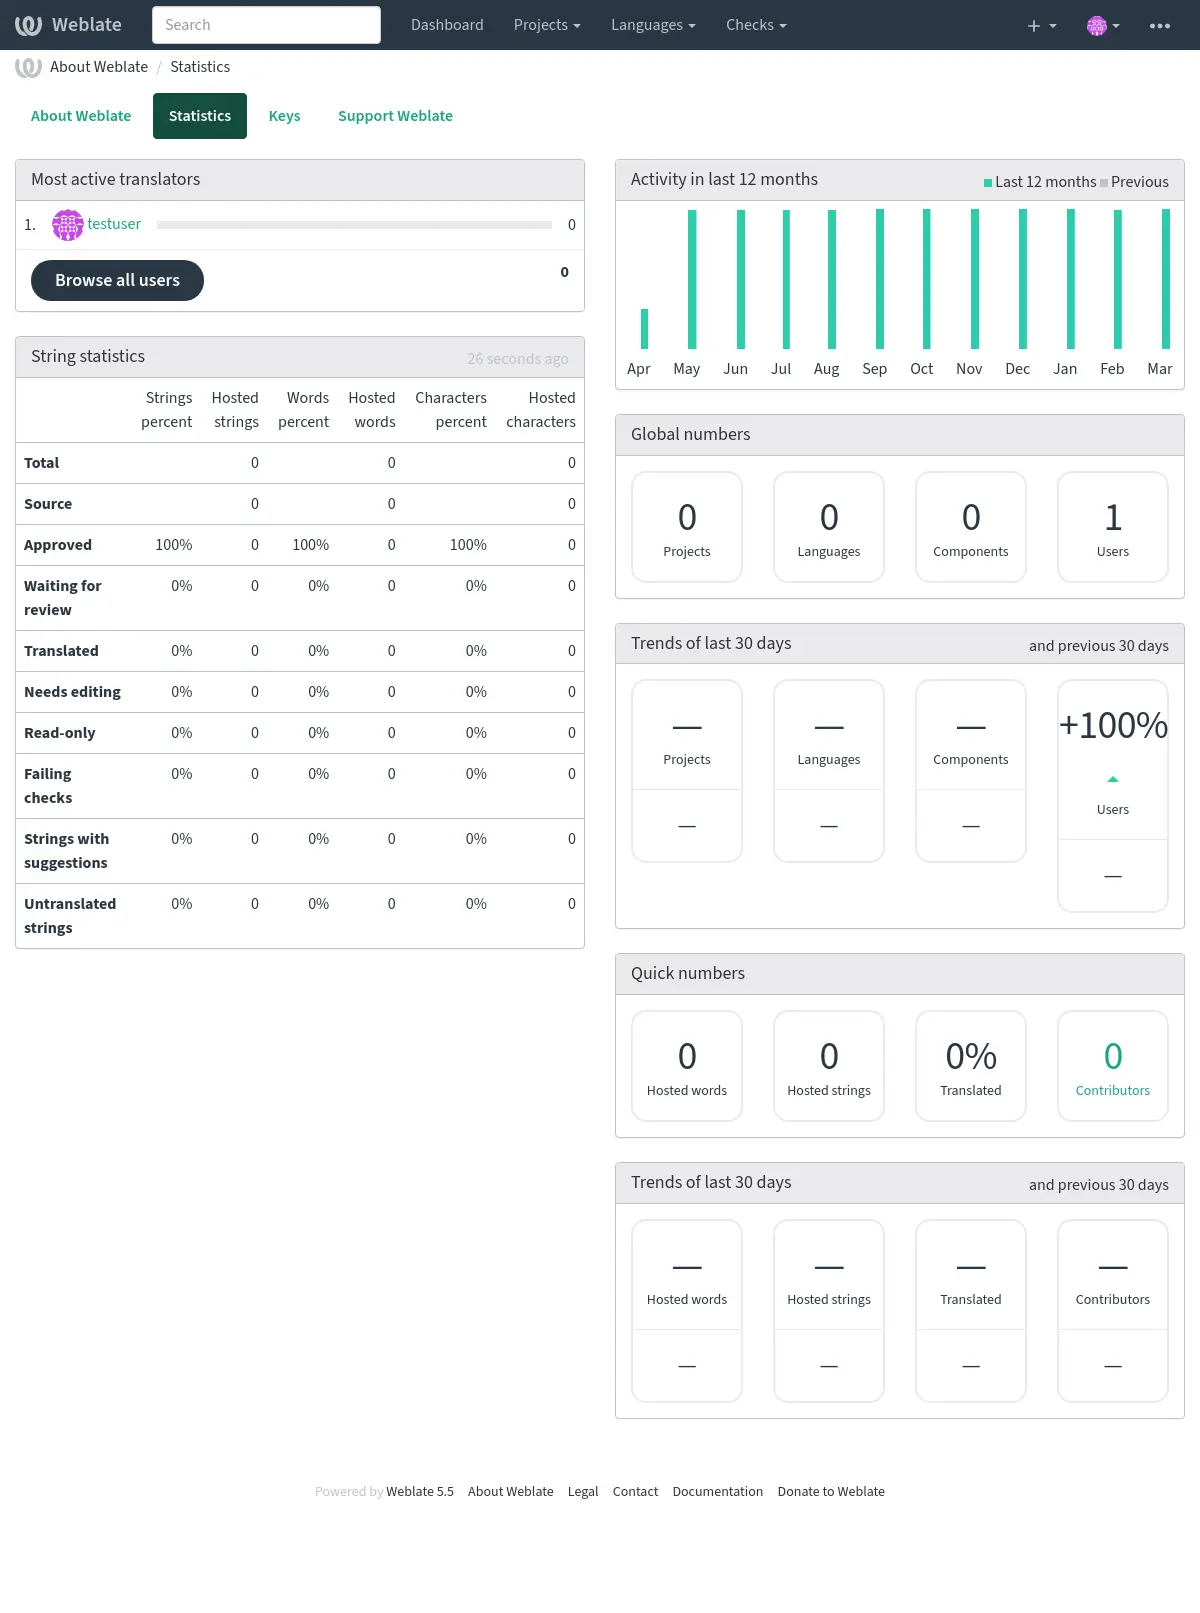 Weblate Search Dashboard Projects Languages Checks
About Weblate / Statistics
About Weblate Statistics Keys Support Weblate
Most active translators
1. testuser 0
Browse all users 0
String statistics 26 seconds ago
Strings percent Hosted strings Words percent Hosted words Characters percent Hosted characters
Total 0 0 0
Source 0 0 0
Approved 100% 0 100% 0 100% 0
Waiting for review 0% 0 0% 0 0% 0
Translated 0% 0 0% 0 0% 0
Needs editing 0% 0 0% 0 0% 0
Read-only 0% 0 0% 0 0% 0
Failing checks 0% 0 0% 0 0% 0
Strings with suggestions 0% 0 0% 0 0% 0
Untranslated strings 0% 0 0% 0 0% 0
Activity in last 12 months Last 12 months Previous
Apr May Jun Jul Aug Sep Oct Nov Dec Jan Feb Mar
Global numbers
0 0 0 1
Projects Languages Components Users
Trends of last 30 days and previous 30 days
— — — +100%
Projects Languages Components Users
— — — —
Quick numbers
0 0 0% 0
Hosted words Hosted strings Translated Contributors
Trends of last 30 days and previous 30 days
— — — —
Hosted words Hosted strings Translated Contributors
— — — —
Powered by Weblate 5.5 About Weblate Legal Contact Documentation Donate to Weblate